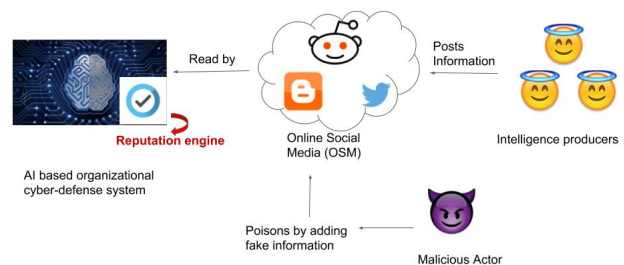 Read by
Posts
Information
Reputation engine
Online Social
Media (OSM)
Intelligence producers
AI based organizational
cyber-defense system
Poisons by adding
fake information
Malicious Actor